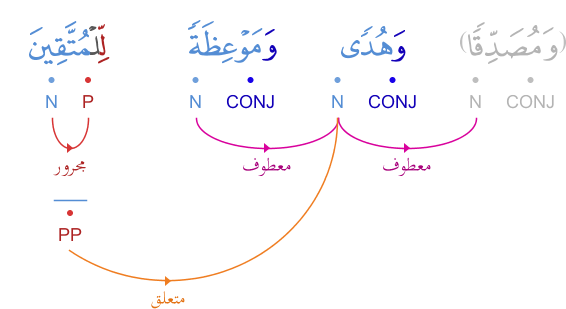 (وَمُصَدِّقًا) وَهُدًى وَمَوْعِظَةً لِّلْمُتَّقِينَ
CONJ N CONJ N CONJ N P N
معطوف معطوف مجرور
PP
متعلق